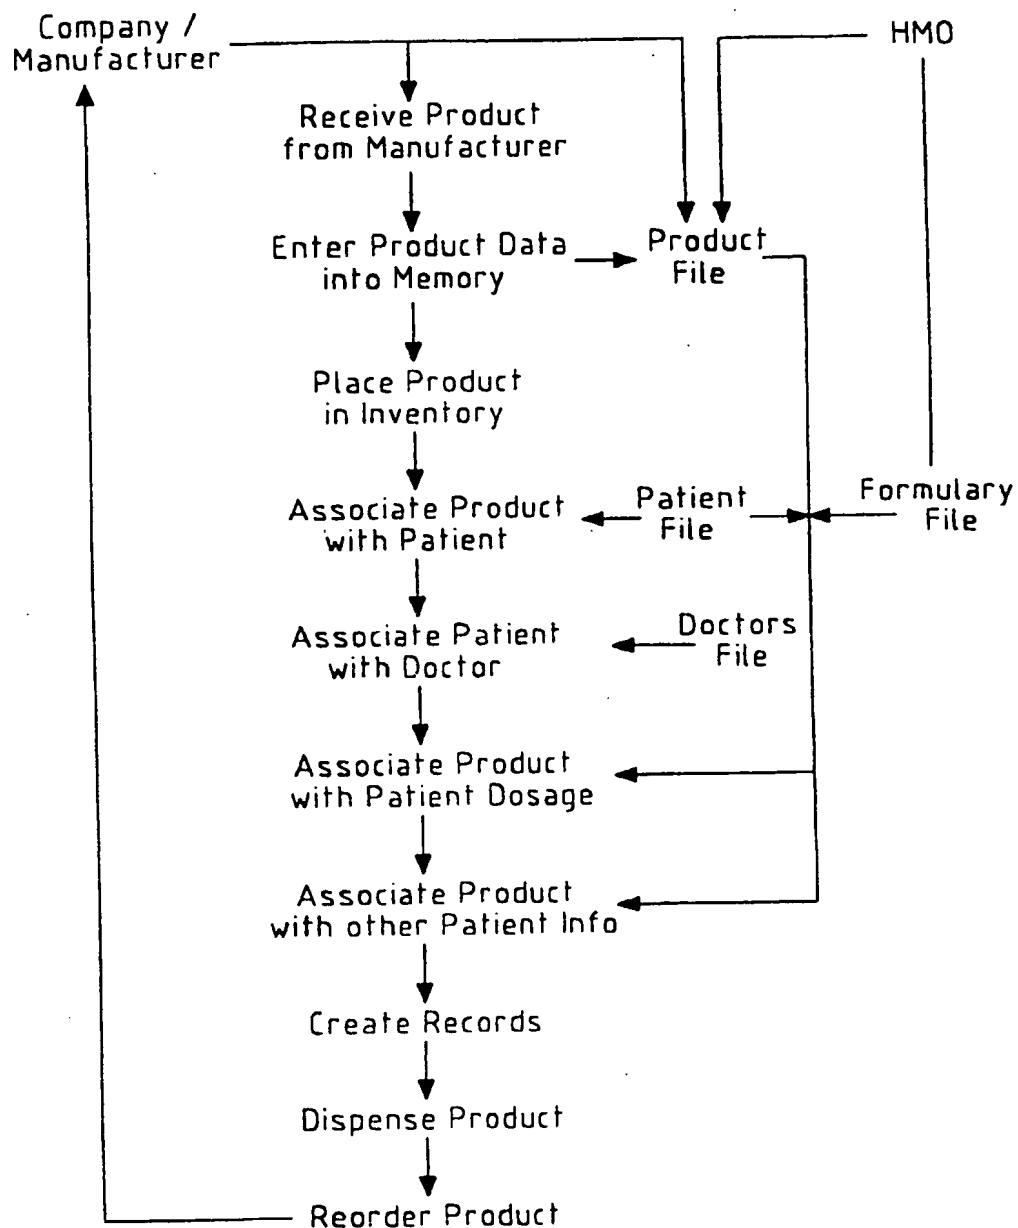 Company /
Manufacturer
HMO
Receive Product
from Manufacturer
Enter Product Data
into Memory
Product
File
Place Product
in Inventory
Associate Product
with Patient
Patient
File
Formulary
File
Associate Patient
with Doctor
Doctors
File
Associate Product
with Patient Dosage
Associate Product
with other Patient Info
Create Records
Dispense Product
Reorder Product